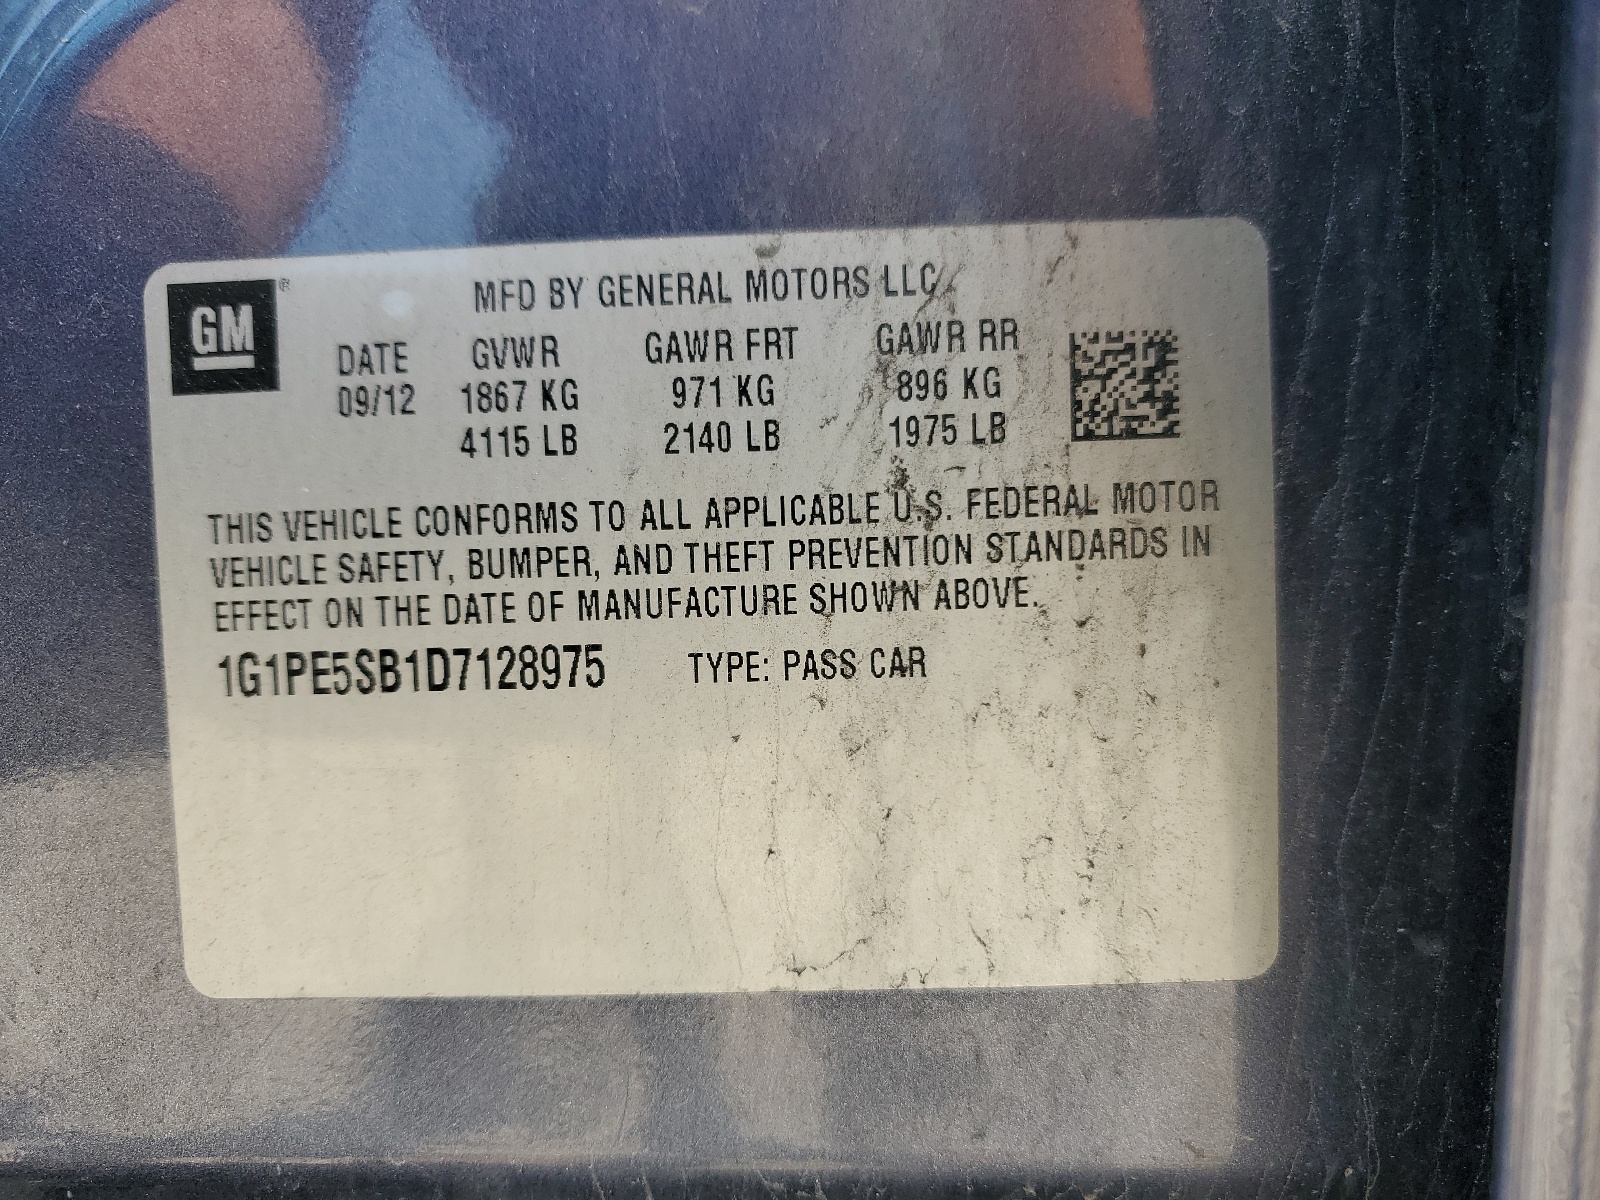 GM ®
MFD BY GENERAL MOTORS LLC
DATE GVWR GAWR FRT GAWR RR
09/12 1867 KG 971 KG 896 KG
4115 LB 2140 LB 1975 LB
THIS VEHICLE CONFORMS TO ALL APPLICABLE U.S. FEDERAL MOTOR
VEHICLE SAFETY, BUMPER, AND THEFT PREVENTION STANDARDS IN
EFFECT ON THE DATE OF MANUFACTURE SHOWN ABOVE.
1G1PE5SB1D7128975 TYPE: PASS CAR